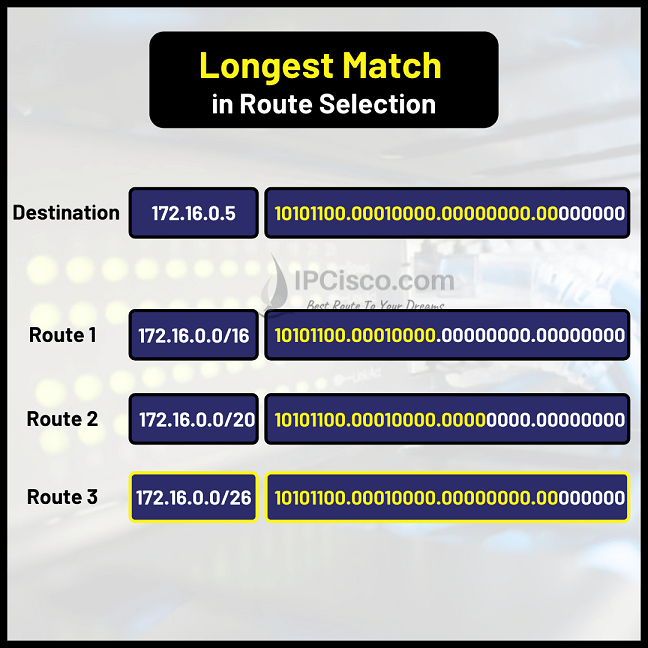 Longest Match
in Route Selection
Destination 172.16.0.5 10101100.00010000.00000000.00000000
IPCisco.com
Best Route To Your Dreams
Route 1 172.16.0.0/16 10101100.00010000.00000000.00000000
Route 2 172.16.0.0/20 10101100.00010000.00000000.00000000
Route 3 172.16.0.0/26 10101100.00010000.00000000.00000000